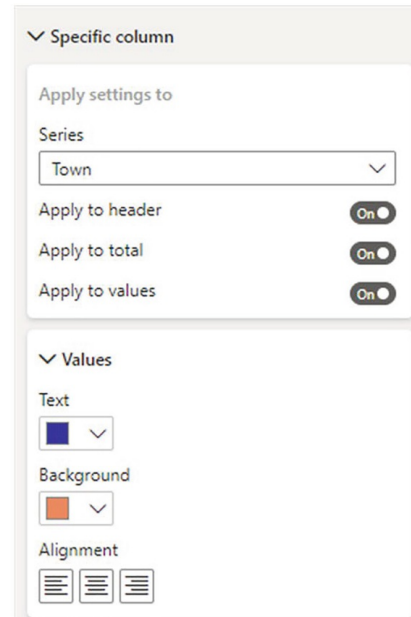 Specific column
Apply settings to
Series
Town
Apply to header On
Apply to total On
Apply to values On
Values
Text
Background
Alignment